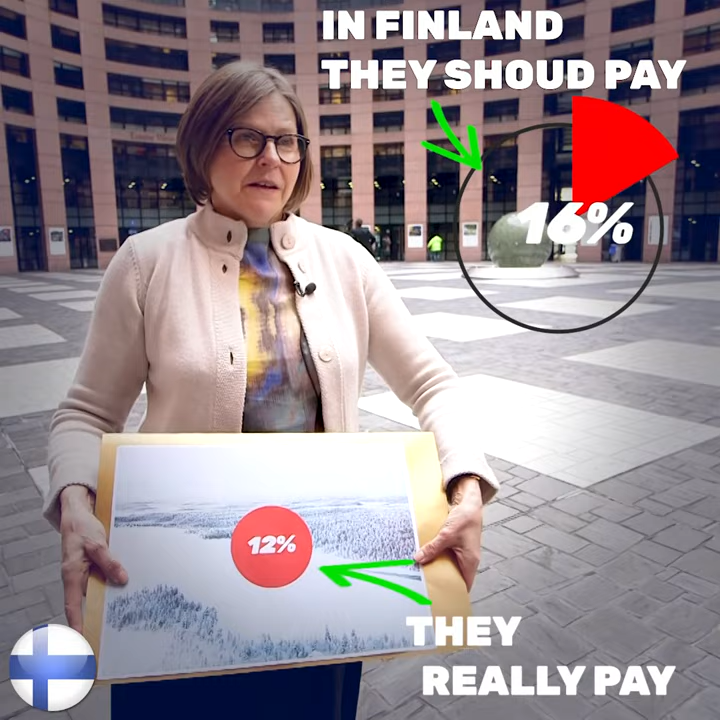 IN FINLAND
THEY SHOUD PAY
16%
12%
THEY
REALLY PAY